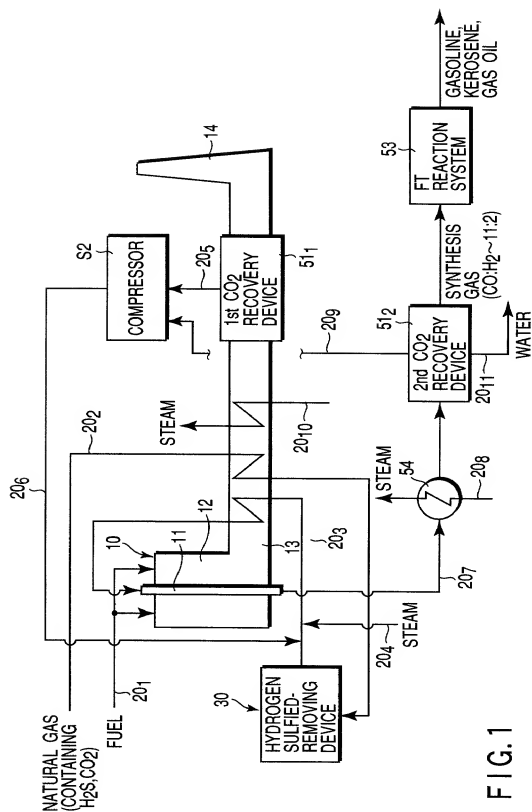 NATURAL GAS
(CONTAINING
H2S,CO2)
FUEL
201
206
202
10
11
12
13
14
S2
COMPRESSOR
205
1st CO2
RECOVERY
DEVICE
511
STEAM
2010
209
203
204
STEAM
30
HYDROGEN
SULFIED-
REMOVING
DEVICE
207
STEAM
54
208
512
2nd CO2
RECOVERY
DEVICE
2011
WATER
SYNTHESIS
GAS
(CO:H2~11:2)
53
FT
REACTION
SYSTEM
GASOLINE,
KEROSENE,
GAS OIL
FIG.1